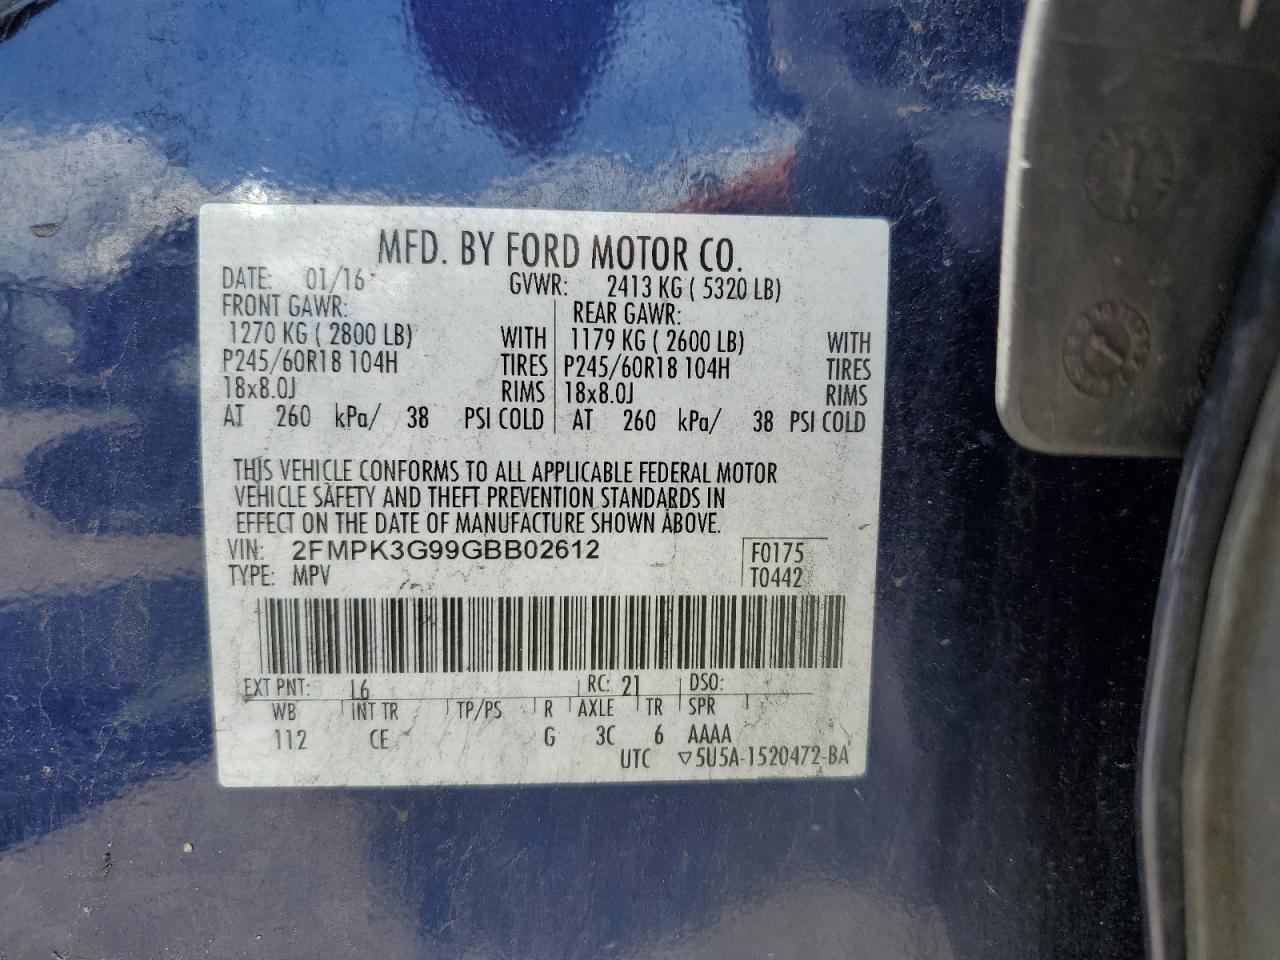 MFD. BY FORD MOTOR CO.
DATE: 01/16 GVWR: 2413 KG ( 5320 LB)
FRONT GAWR: REAR GAWR:
1270 KG ( 2800 LB) WITH 1179 KG ( 2600 LB) WITH
P245/60R18 104H TIRES P245/60R18 104H TIRES
18x8.0J RIMS 18x8.0J RIMS
AT 260 kPa/ 38 PSI COLD AT 260 kPa/ 38 PSI COLD
THIS VEHICLE CONFORMS TO ALL APPLICABLE FEDERAL MOTOR
VEHICLE SAFETY AND THEFT PREVENTION STANDARDS IN
EFFECT ON THE DATE OF MANUFACTURE SHOWN ABOVE.
VIN: 2FMPK3G99GBB02612 F0175
TYPE: MPV T0442
EXT PNT: L6 RC: 21 DSO:
WB INT TR TP/PS R AXLE TR SPR
112 CE G 3C 6 AAAA
UTC ▽5U5A-1520472-BA